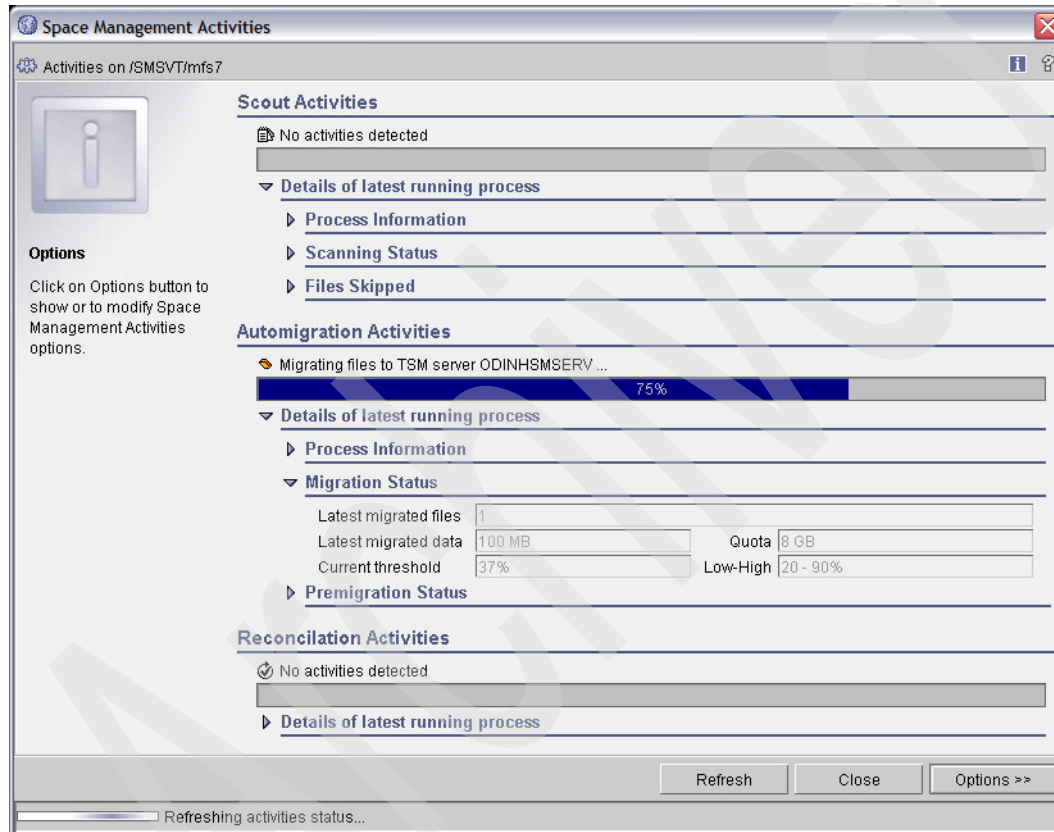 Space Management Activities
Activities on /SMSVT/mfs7
Scout Activities
No activities detected
Details of latest running process
Process Information
Scanning Status
Files Skipped
Options
Click on Options button to
show or to modify Space
Management Activities
options.
Automigration Activities
Migrating files to TSM server ODINHSMSERV ...
75%
Details of latest running process
Process Information
Migration Status
Latest migrated files 1
Latest migrated data 100 MB Quota 8 GB
Current threshold 37% Low-High 20 - 90%
Premigration Status
Reconcilation Activities
No activities detected
Details of latest running process
Refresh Close Options >>
Refreshing activities status...
Archived